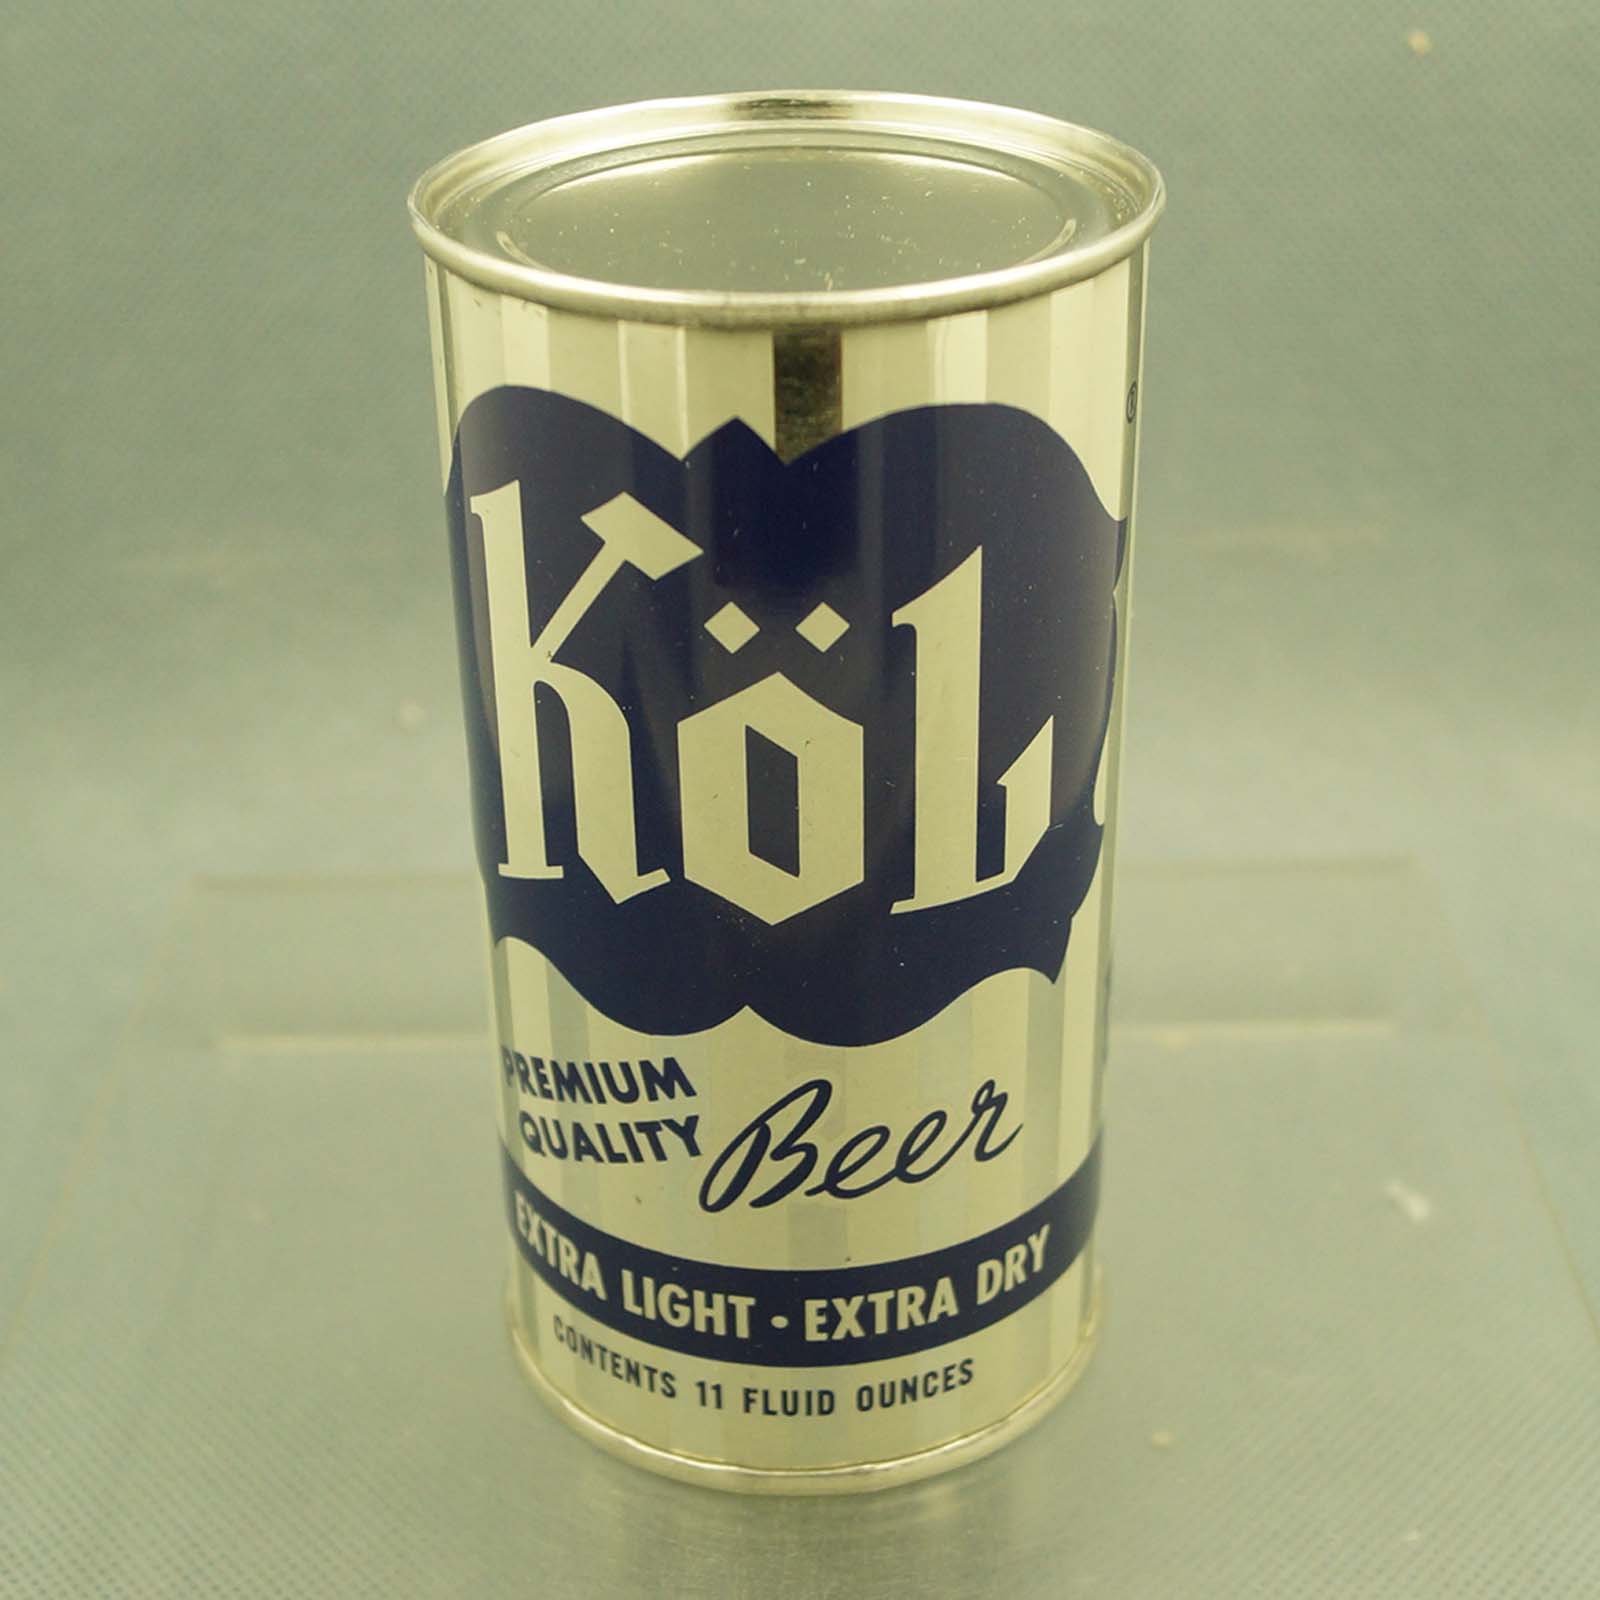 KöL
PREMIUM
QUALITY
Beer
EXTRA LIGHT • EXTRA DRY
CONTENTS 11 FLUID OUNCES